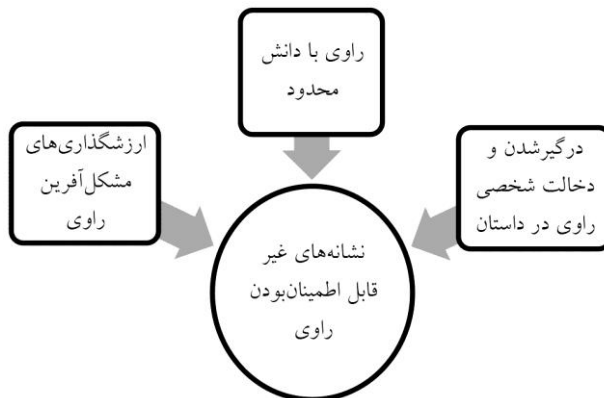 راوی با دانش
محدود
درگیرشدن و
دخالت شخصی
راوی در داستان
ارزشگذاری‌های
مشکل‌آفرین
راوی
نشانه‌های غیر
قابل اطمینان‌بودن
راوی